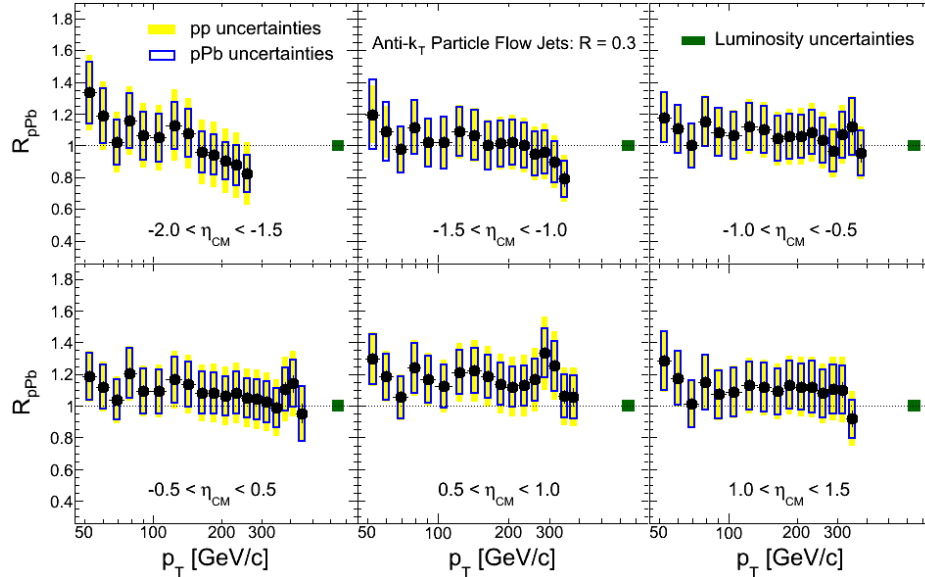 1.8
1.6
1.4
1.2
1
0.8
0.6
0.4
R_pPb
pp uncertainties
pPb uncertainties
-2.0 < η_CM < -1.5
Anti-k_T Particle Flow Jets: R = 0.3
-1.5 < η_CM < -1.0
Luminosity uncertainties
-1.0 < η_CM < -0.5
1.8
1.6
1.4
1.2
1
0.8
0.6
0.4
R_pPb
-0.5 < η_CM < 0.5
0.5 < η_CM < 1.0
1.0 < η_CM < 1.5
50 100 200 300
50 100 200 300
50 100 200 300
p_T [GeV/c]
p_T [GeV/c]
p_T [GeV/c]